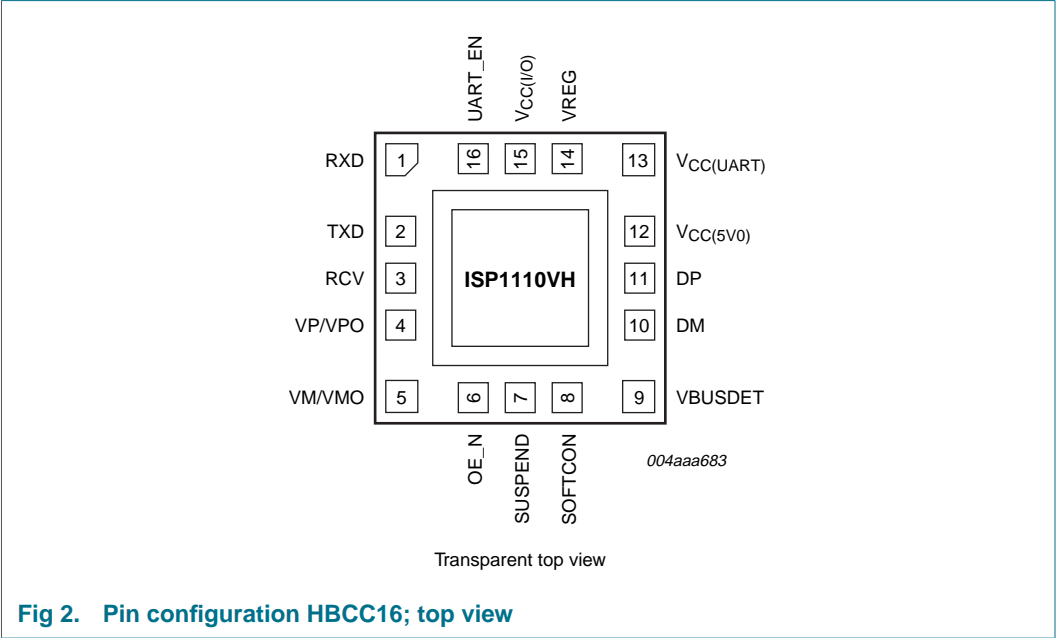 UART_EN
VCC(I/O)
VREG
16
15
14
RXD
1
13
VCC(UART)
TXD
2
12
VCC(5V0)
RCV
3
ISP1110VH
11
DP
VP/VPO
4
10
DM
VM/VMO
5
6
7
8
9
VBUSDET
OE_N
SUSPEND
SOFTCON
004aaa683
Transparent top view
Fig 2. Pin configuration HBCC16; top view